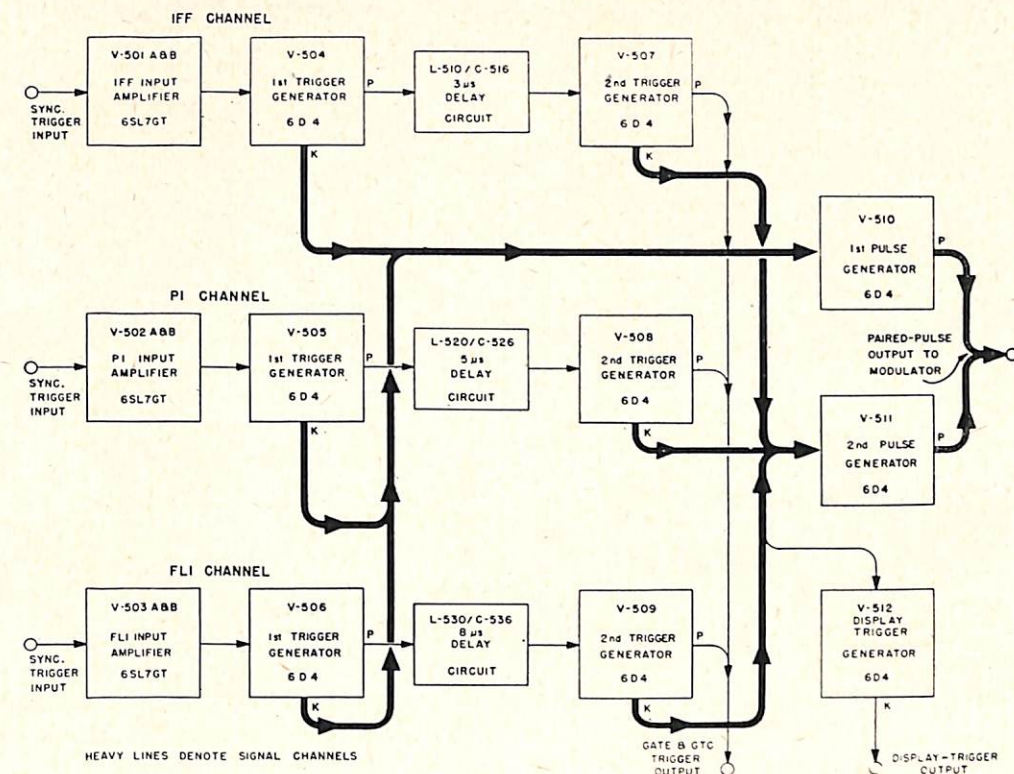 IFF CHANNEL
V-501 A&B
IFF INPUT
AMPLIFIER
6SL7GT
SYNC.
TRIGGER
INPUT
V-504
1st TRIGGER
GENERATOR
6D4
P
K
L-510/C-516
3µs
DELAY
CIRCUIT
V-507
2nd TRIGGER
GENERATOR
6D4
P
K
V-510
1st PULSE
GENERATOR
6D4
P
PI CHANNEL
V-502 A&B
PI INPUT
AMPLIFIER
6SL7GT
SYNC.
TRIGGER
INPUT
V-505
1st TRIGGER
GENERATOR
6D4
P
K
L-520/C-526
5µs
DELAY
CIRCUIT
V-508
2nd TRIGGER
GENERATOR
6D4
P
K
PAIRED-PULSE
OUTPUT TO
MODULATOR
V-511
2nd PULSE
GENERATOR
6D4
P
FLI CHANNEL
V-503 A&B
FLI INPUT
AMPLIFIER
6SL7GT
SYNC.
TRIGGER
INPUT
V-506
1st TRIGGER
GENERATOR
6D4
P
K
L-530/C-536
8µs
DELAY
CIRCUIT
V-509
2nd TRIGGER
GENERATOR
6D4
P
K
V-512
DISPLAY
TRIGGER
GENERATOR
6D4
K
HEAVY LINES DENOTE SIGNAL CHANNELS
GATE & GTC
TRIGGER
OUTPUT
DISPLAY-TRIGGER
OUTPUT